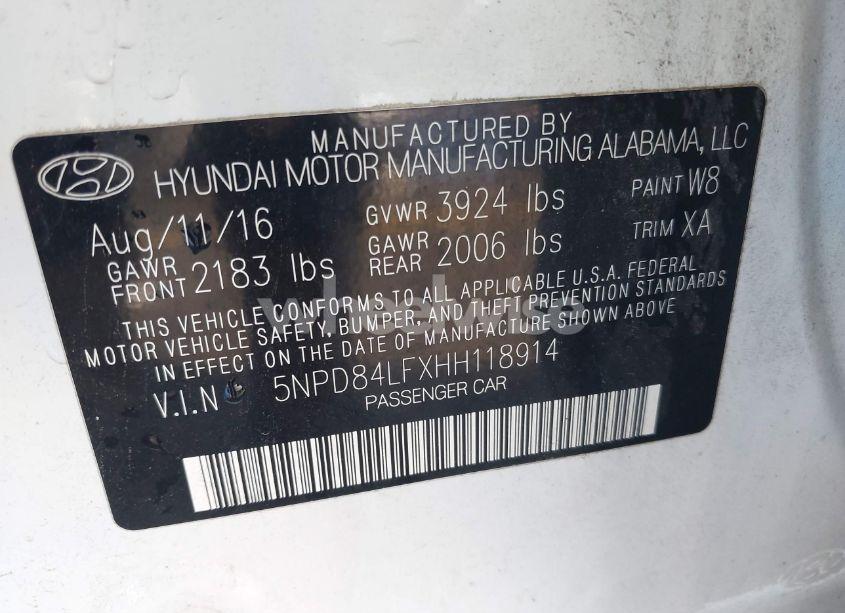 MANUFACTURED BY
HYUNDAI MOTOR MANUFACTURING ALABAMA, LLC
Aug/11/16 GVWR 3924 lbs PAINT W8
GAWR FRONT 2183 lbs GAWR REAR 2006 lbs TRIM XA
THIS VEHICLE CONFORMS TO ALL APPLICABLE U.S.A. FEDERAL
MOTOR VEHICLE SAFETY, BUMPER, AND THEFT PREVENTION STANDARDS
IN EFFECT ON THE DATE OF MANUFACTURE SHOWN ABOVE
V.I.N 5NPD84LFXHH118914
PASSENGER CAR